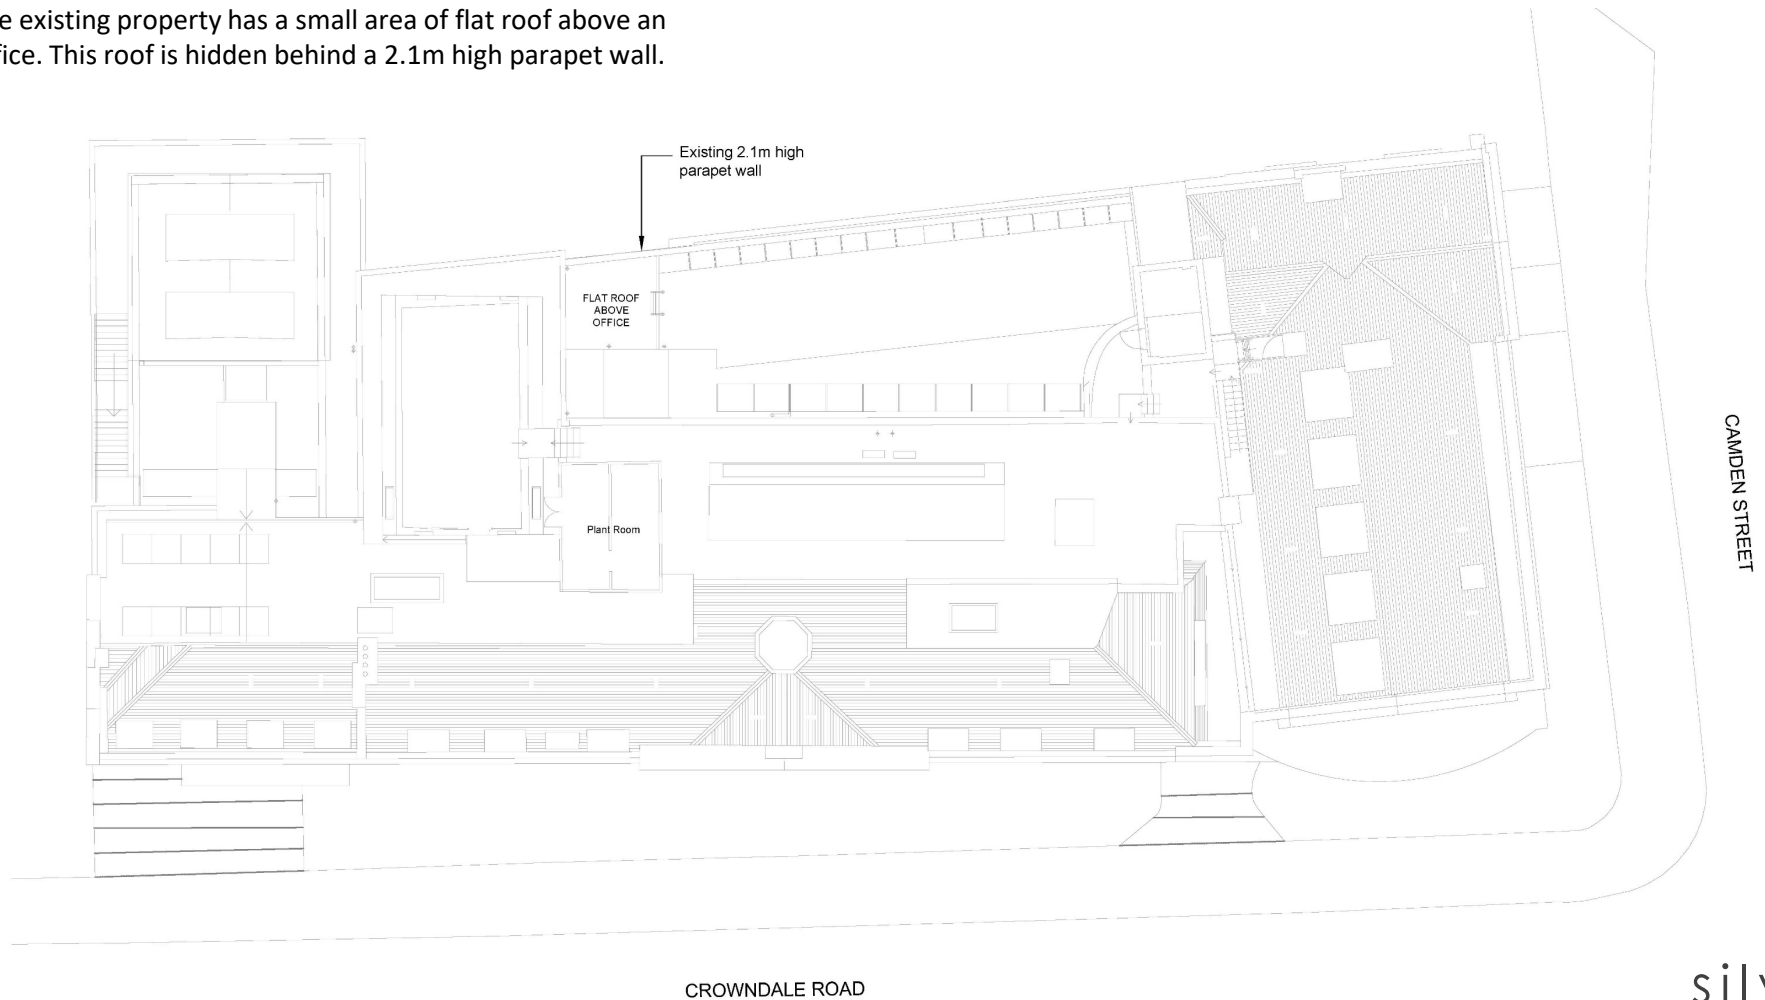 e existing property has a small area of flat roof above an
fice. This roof is hidden behind a 2.1m high parapet wall.
Existing 2.1m high
parapet wall
FLAT ROOF
ABOVE
OFFICE
Plant Room
CAMDEN STREET
CROWNDALE ROAD